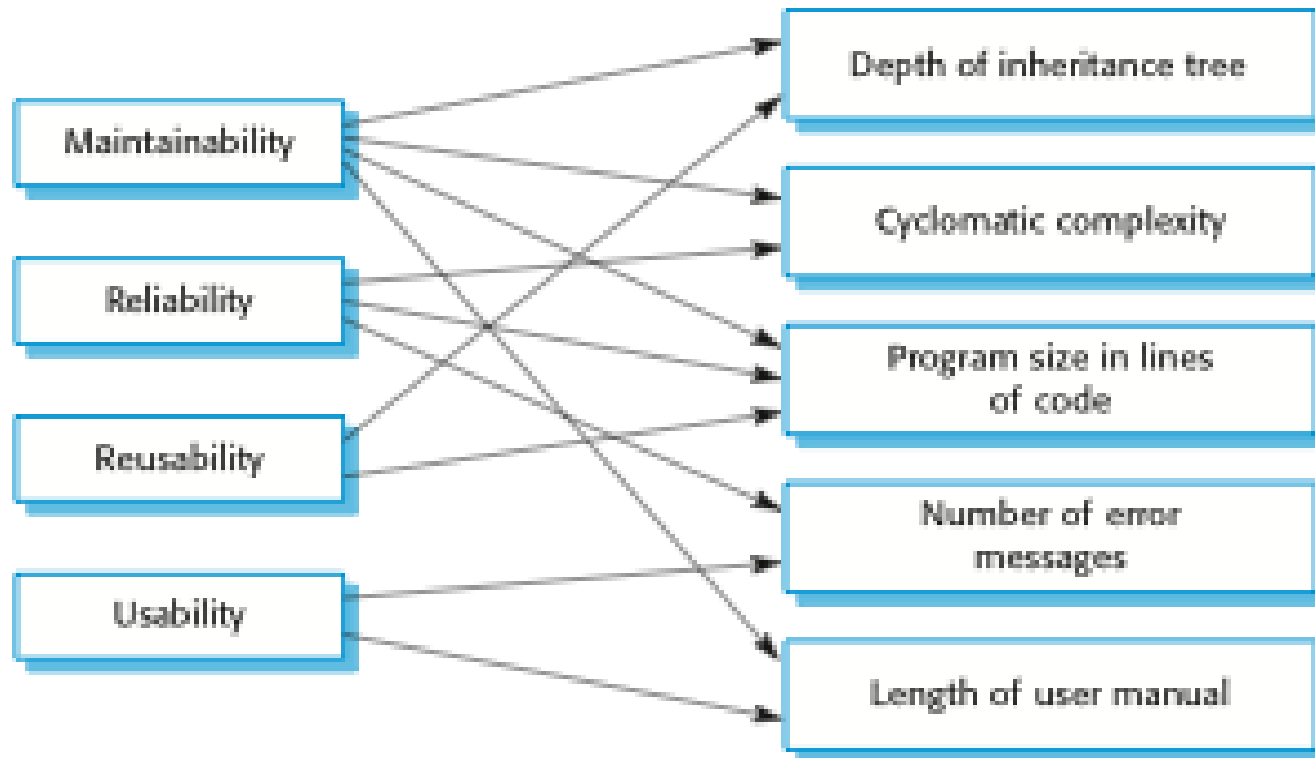 Maintainability
Reliability
Reusability
Usability
Depth of inheritance tree
Cyclomatic complexity
Program size in lines
of code
Number of error
messages
Length of user manual